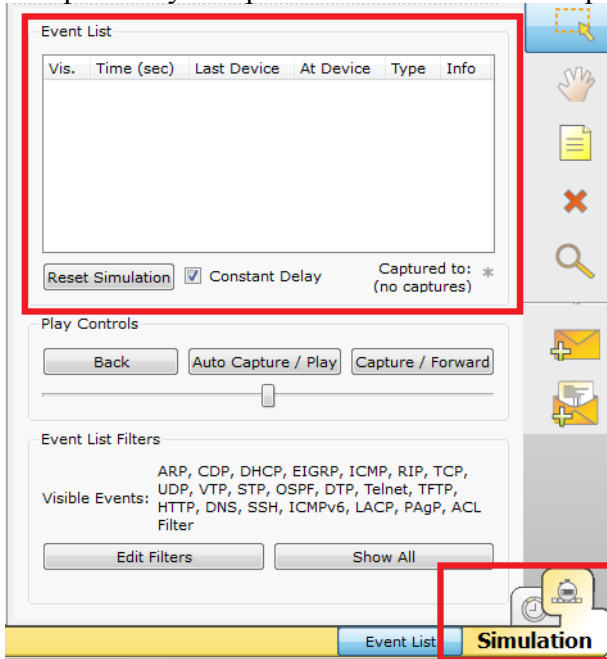 Event List
Vis. Time (sec) Last Device At Device Type Info
Reset Simulation Constant Delay Captured to: *
(no captures)
Play Controls
Back Auto Capture / Play Capture / Forward
Event List Filters
Visible Events: ARP, CDP, DHCP, EIGRP, ICMP, RIP, TCP,
UDP, VTP, STP, OSPF, DTP, Telnet, TFTP,
HTTP, DNS, SSH, ICMPv6, LACP, PAgP, ACL
Filter
Edit Filters Show All
Event List Simulation